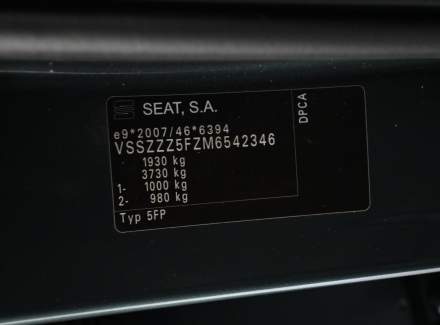 SEAT, S.A.
e9*2007/46*6394
VSSZZZ5FZM6542346
1930 kg
3730 kg
1- 1000 kg
2- 980 kg
Typ 5FP
DPCA